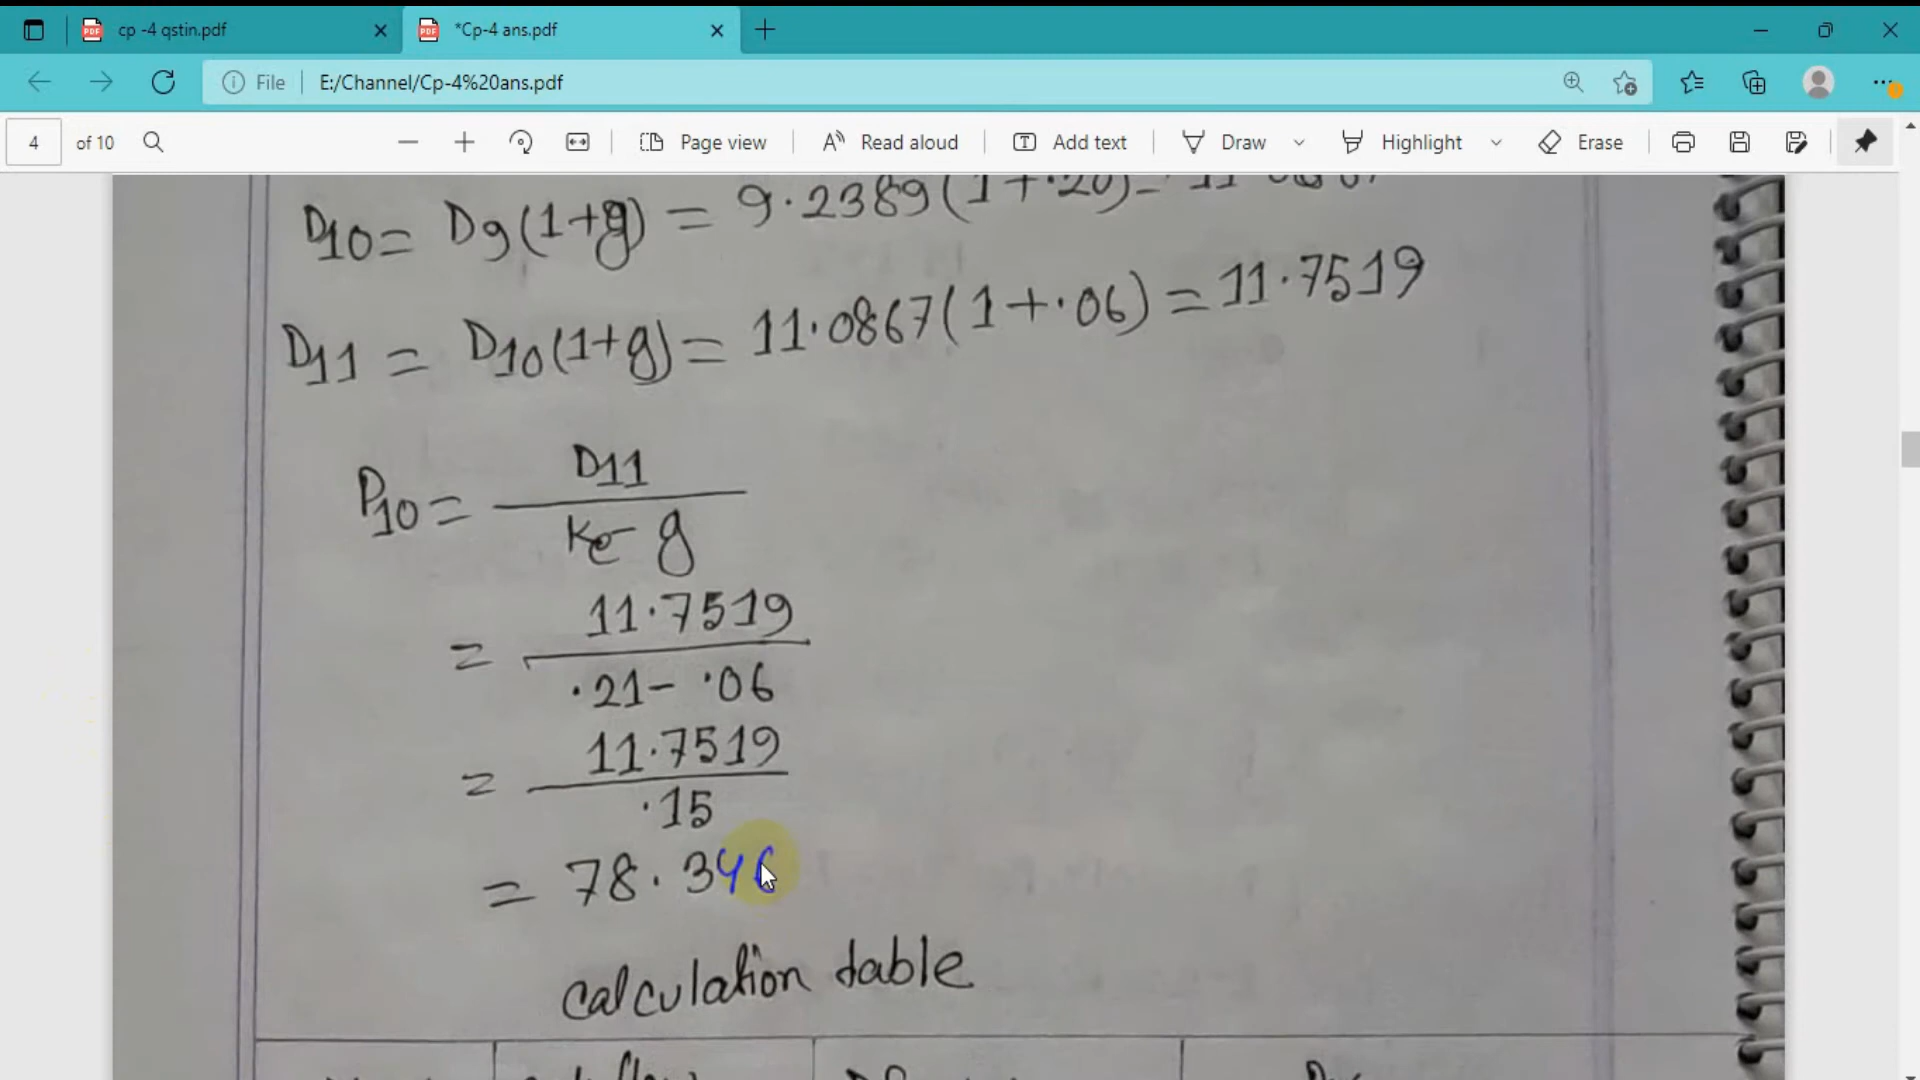 cp -4 qstin.pdf
*Cp-4 ans.pdf
File
E:/Channel/Cp-4%20ans.pdf
4 of 10
Page view
Read aloud
Add text
Draw
Highlight
Erase
D10 = D9(1+g) = 9.2389(1+.20)= 11.0867
D11 = D10(1+g) = 11.0867(1+.06) = 11.7519
P10 = D11
Ke - g
= 11.7519
.21 - .06
= 11.7519
.15
= 78.346
calculation table